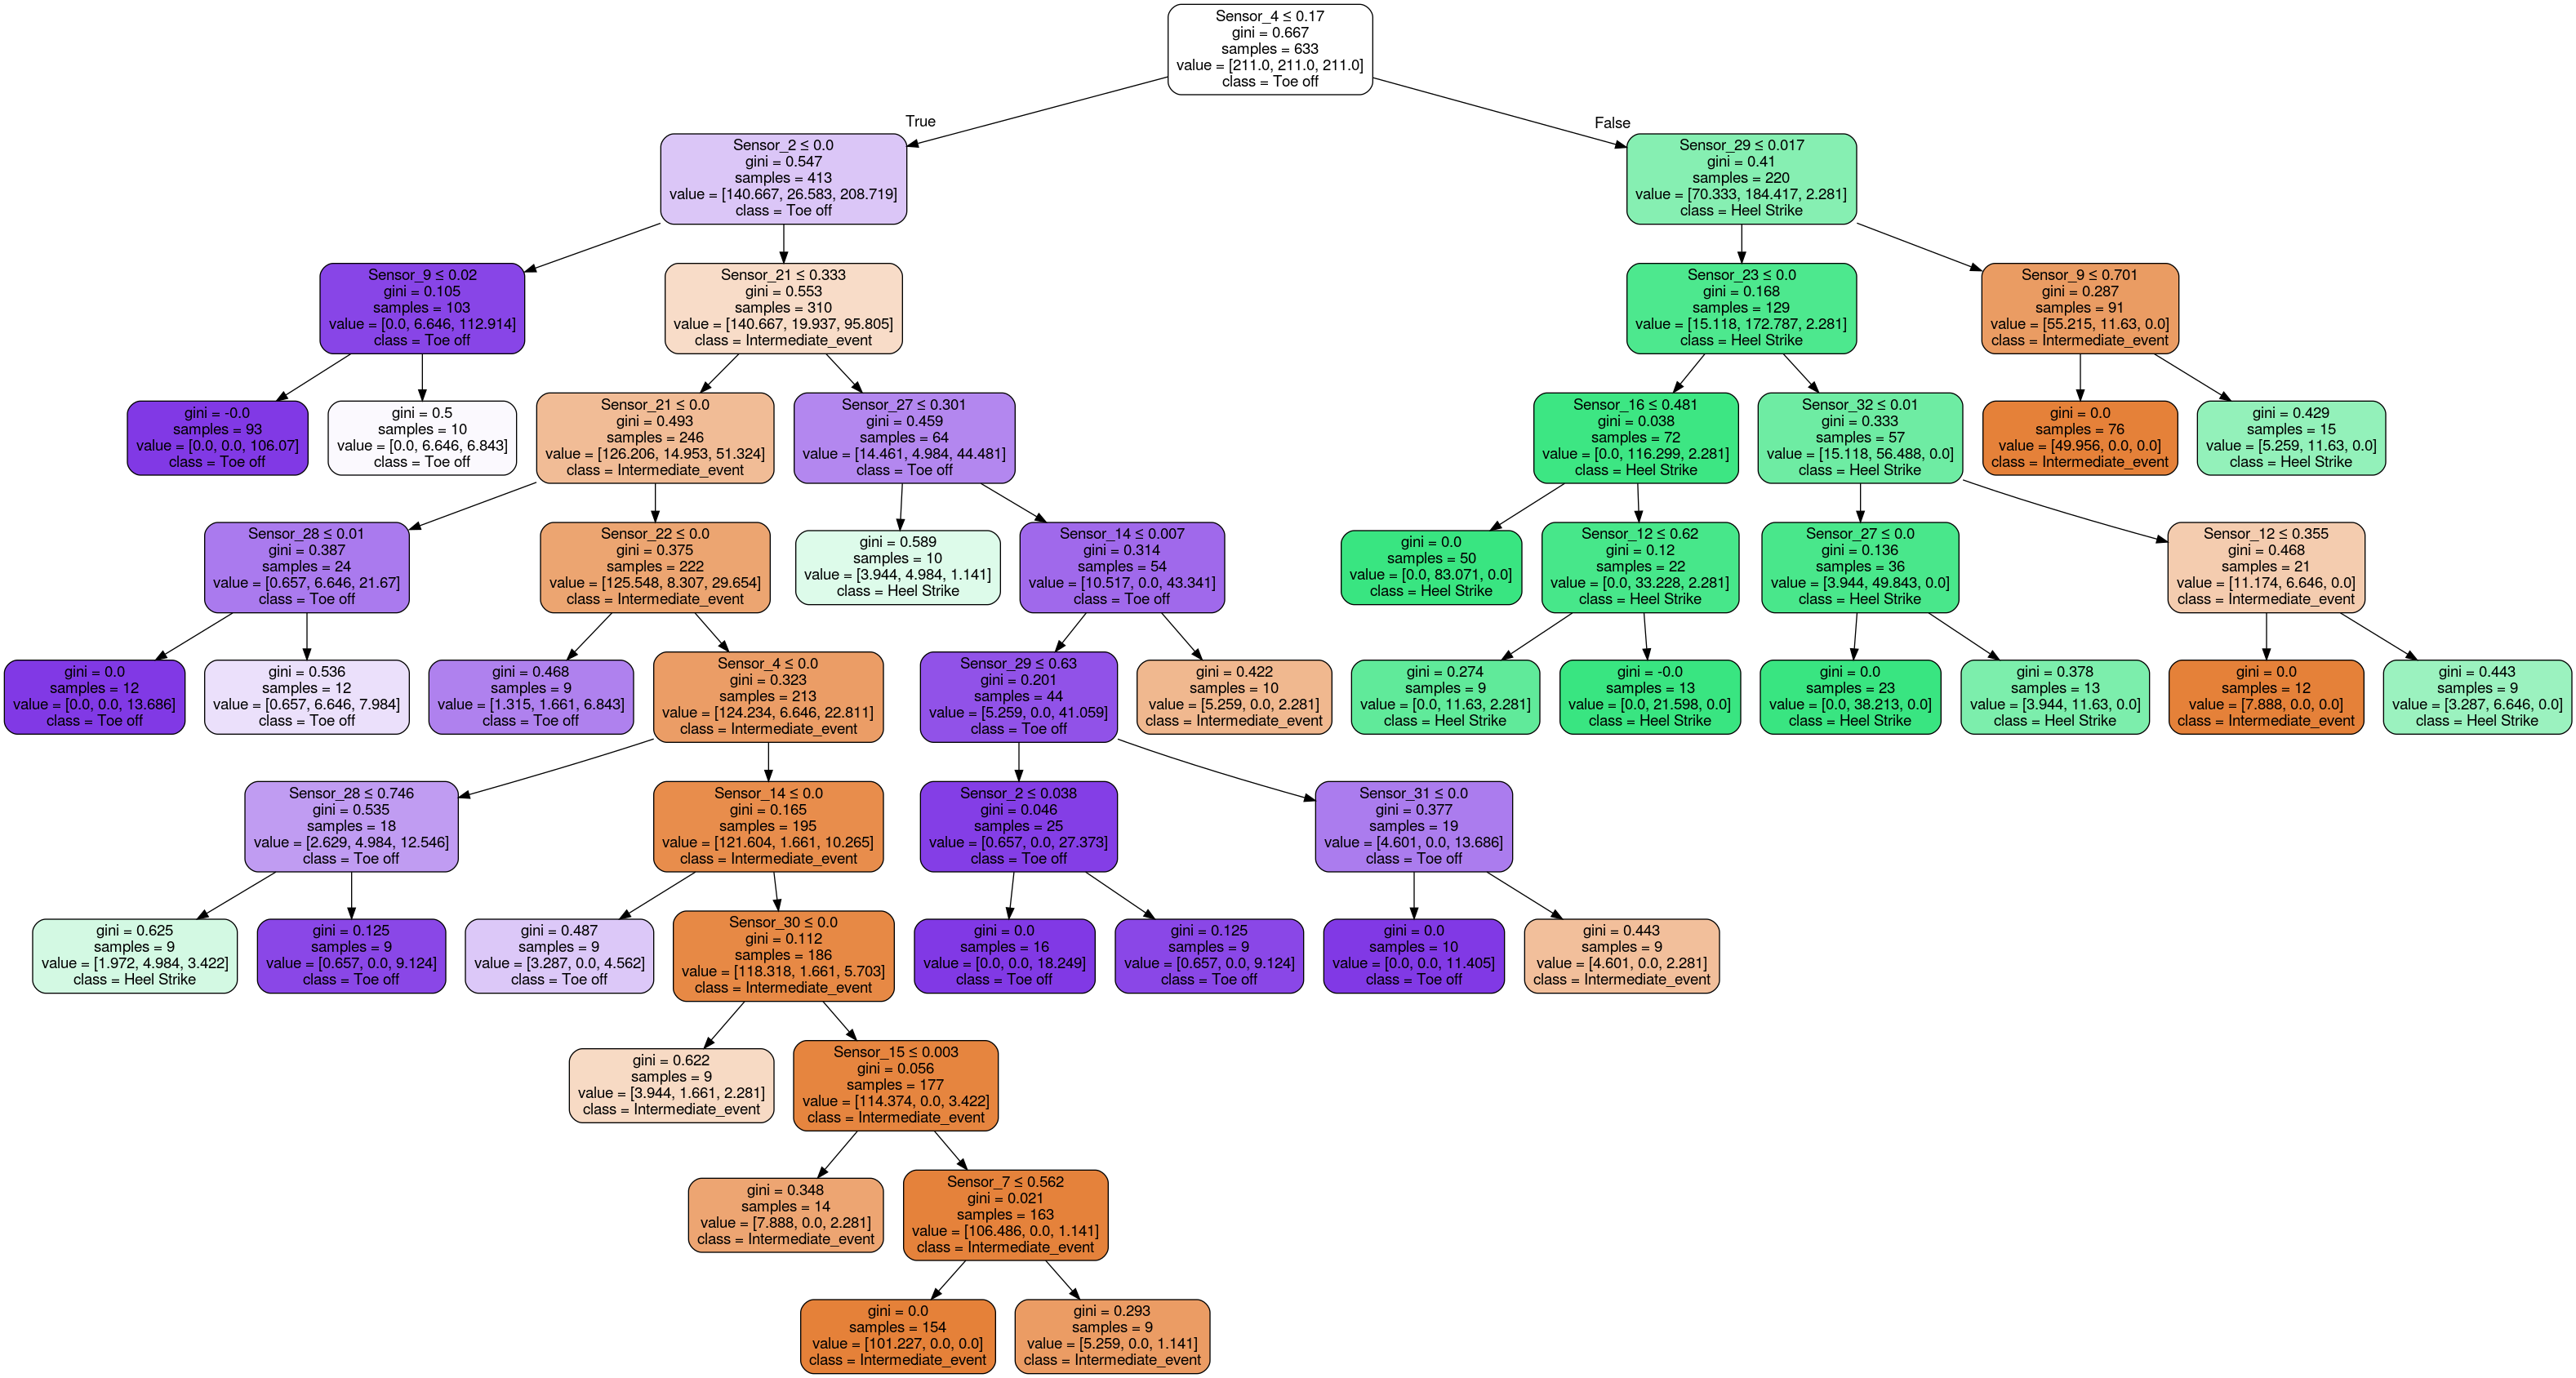 Sensor_4 ≤ 0.17
gini = 0.667
samples = 633
value = [211.0, 211.0, 211.0]
class = Toe off
True
False
Sensor_2 ≤ 0.0
gini = 0.547
samples = 413
value = [140.667, 26.583, 208.719]
class = Toe off
Sensor_29 ≤ 0.017
gini = 0.41
samples = 220
value = [70.333, 184.417, 2.281]
class = Heel Strike
Sensor_9 ≤ 0.02
gini = 0.105
samples = 103
value = [0.0, 6.646, 112.914]
class = Toe off
Sensor_21 ≤ 0.333
gini = 0.553
samples = 310
value = [140.667, 19.937, 95.805]
class = Intermediate_event
Sensor_23 ≤ 0.0
gini = 0.168
samples = 129
value = [15.118, 172.787, 2.281]
class = Heel Strike
Sensor_9 ≤ 0.701
gini = 0.287
samples = 91
value = [55.215, 11.63, 0.0]
class = Intermediate_event
gini = -0.0
samples = 93
value = [0.0, 0.0, 106.07]
class = Toe off
gini = 0.5
samples = 10
value = [0.0, 6.646, 6.843]
class = Toe off
Sensor_21 ≤ 0.0
gini = 0.493
samples = 246
value = [126.206, 14.953, 51.324]
class = Intermediate_event
Sensor_27 ≤ 0.301
gini = 0.459
samples = 64
value = [14.461, 4.984, 44.481]
class = Toe off
Sensor_16 ≤ 0.481
gini = 0.038
samples = 72
value = [0.0, 116.299, 2.281]
class = Heel Strike
Sensor_32 ≤ 0.01
gini = 0.333
samples = 57
value = [15.118, 56.488, 0.0]
class = Heel Strike
gini = 0.0
samples = 76
value = [49.956, 0.0, 0.0]
class = Intermediate_event
gini = 0.429
samples = 15
value = [5.259, 11.63, 0.0]
class = Heel Strike
Sensor_28 ≤ 0.01
gini = 0.387
samples = 24
value = [0.657, 6.646, 21.67]
class = Toe off
Sensor_22 ≤ 0.0
gini = 0.375
samples = 222
value = [125.548, 8.307, 29.654]
class = Intermediate_event
gini = 0.589
samples = 10
value = [3.944, 4.984, 1.141]
class = Heel Strike
Sensor_14 ≤ 0.007
gini = 0.314
samples = 54
value = [10.517, 0.0, 43.341]
class = Toe off
gini = 0.0
samples = 50
value = [0.0, 83.071, 0.0]
class = Heel Strike
Sensor_12 ≤ 0.62
gini = 0.12
samples = 22
value = [0.0, 33.228, 2.281]
class = Heel Strike
Sensor_27 ≤ 0.0
gini = 0.136
samples = 36
value = [3.944, 49.843, 0.0]
class = Heel Strike
Sensor_12 ≤ 0.355
gini = 0.468
samples = 21
value = [11.174, 6.646, 0.0]
class = Intermediate_event
gini = 0.0
samples = 12
value = [0.0, 0.0, 13.686]
class = Toe off
gini = 0.536
samples = 12
value = [0.657, 6.646, 7.984]
class = Toe off
gini = 0.468
samples = 9
value = [1.315, 1.661, 6.843]
class = Toe off
Sensor_4 ≤ 0.0
gini = 0.323
samples = 213
value = [124.234, 6.646, 22.811]
class = Intermediate_event
Sensor_29 ≤ 0.63
gini = 0.201
samples = 44
value = [5.259, 0.0, 41.059]
class = Toe off
gini = 0.422
samples = 10
value = [5.259, 0.0, 2.281]
class = Intermediate_event
gini = 0.274
samples = 9
value = [0.0, 11.63, 2.281]
class = Heel Strike
gini = -0.0
samples = 13
value = [0.0, 21.598, 0.0]
class = Heel Strike
gini = 0.0
samples = 23
value = [0.0, 38.213, 0.0]
class = Heel Strike
gini = 0.378
samples = 13
value = [3.944, 11.63, 0.0]
class = Heel Strike
gini = 0.0
samples = 12
value = [7.888, 0.0, 0.0]
class = Intermediate_event
gini = 0.443
samples = 9
value = [3.287, 6.646, 0.0]
class = Heel Strike
Sensor_28 ≤ 0.746
gini = 0.535
samples = 18
value = [2.629, 4.984, 12.546]
class = Toe off
Sensor_14 ≤ 0.0
gini = 0.165
samples = 195
value = [121.604, 1.661, 10.265]
class = Intermediate_event
Sensor_2 ≤ 0.038
gini = 0.046
samples = 25
value = [0.657, 0.0, 27.373]
class = Toe off
Sensor_31 ≤ 0.0
gini = 0.377
samples = 19
value = [4.601, 0.0, 13.686]
class = Toe off
gini = 0.625
samples = 9
value = [1.972, 4.984, 3.422]
class = Heel Strike
gini = 0.125
samples = 9
value = [0.657, 0.0, 9.124]
class = Toe off
gini = 0.487
samples = 9
value = [3.287, 0.0, 4.562]
class = Toe off
Sensor_30 ≤ 0.0
gini = 0.112
samples = 186
value = [118.318, 1.661, 5.703]
class = Intermediate_event
gini = 0.0
samples = 16
value = [0.0, 0.0, 18.249]
class = Toe off
gini = 0.125
samples = 9
value = [0.657, 0.0, 9.124]
class = Toe off
gini = 0.0
samples = 10
value = [0.0, 0.0, 11.405]
class = Toe off
gini = 0.443
samples = 9
value = [4.601, 0.0, 2.281]
class = Intermediate_event
gini = 0.622
samples = 9
value = [3.944, 1.661, 2.281]
class = Intermediate_event
Sensor_15 ≤ 0.003
gini = 0.056
samples = 177
value = [114.374, 0.0, 3.422]
class = Intermediate_event
gini = 0.348
samples = 14
value = [7.888, 0.0, 2.281]
class = Intermediate_event
Sensor_7 ≤ 0.562
gini = 0.021
samples = 163
value = [106.486, 0.0, 1.141]
class = Intermediate_event
gini = 0.0
samples = 154
value = [101.227, 0.0, 0.0]
class = Intermediate_event
gini = 0.293
samples = 9
value = [5.259, 0.0, 1.141]
class = Intermediate_event